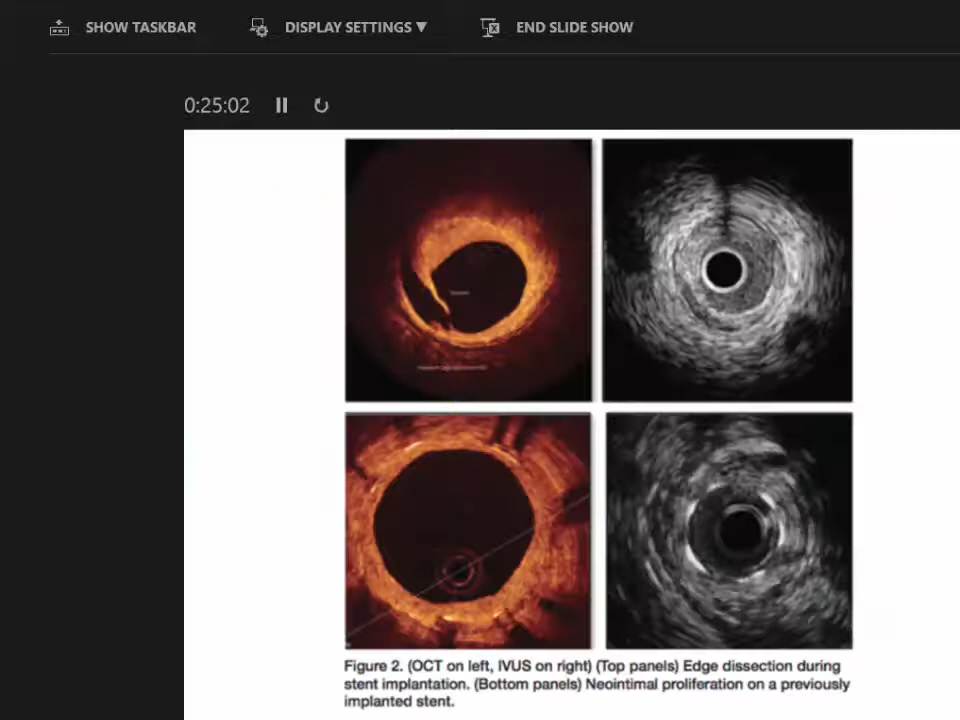 SHOW TASKBAR
DISPLAY SETTINGS ▼
END SLIDE SHOW
0:25:02
Figure 2. (OCT on left, IVUS on right) (Top panels) Edge dissection during
stent implantation. (Bottom panels) Neointimal proliferation on a previously
implanted stent.